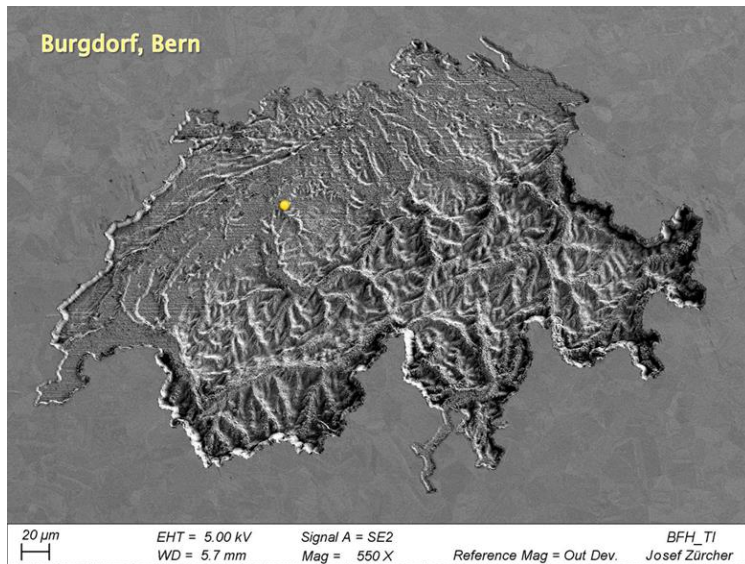 Burgdorf, Bern
20 µm
EHT = 5.00 kV
Signal A = SE2
BFH_TI
WD = 5.7 mm
Mag = 550 X
Reference Mag = Out Dev.
Josef Zürcher